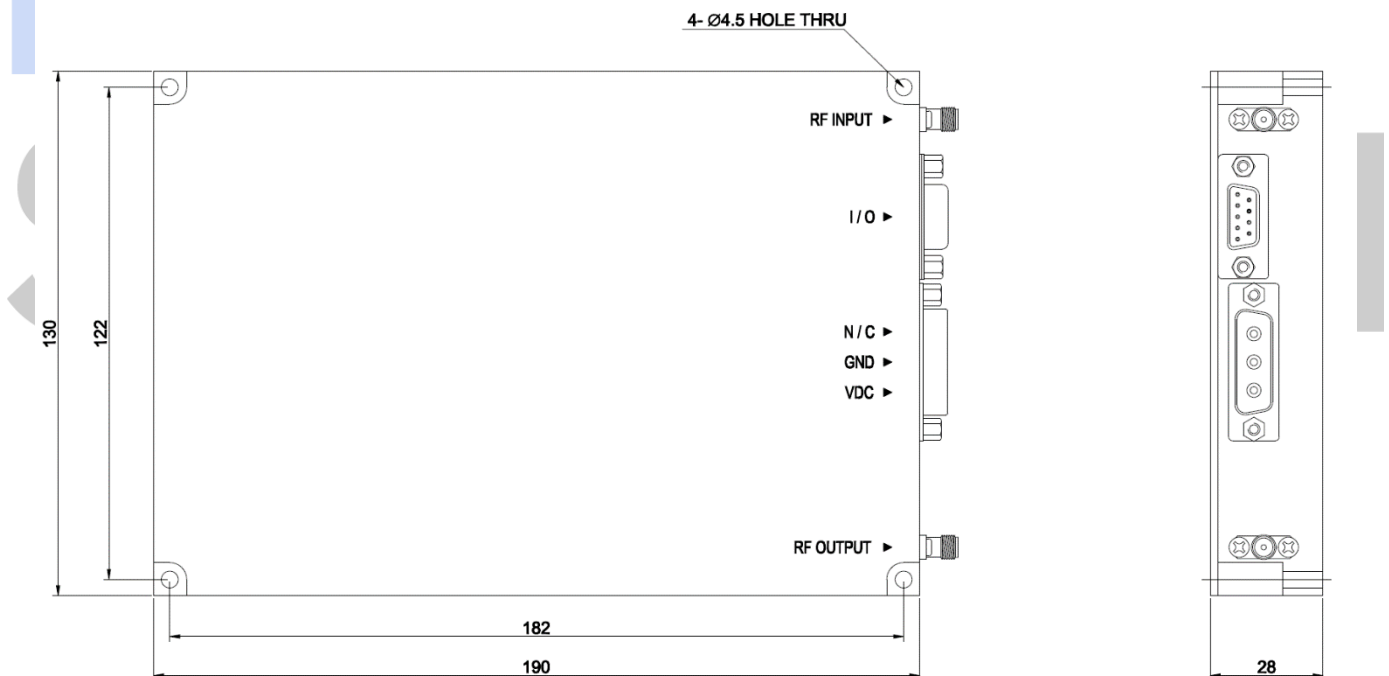 4- Ø4.5 HOLE THRU
RF INPUT ►
I / O ►
N / C ►
GND ►
VDC ►
RF OUTPUT ►
130
122
182
190
28